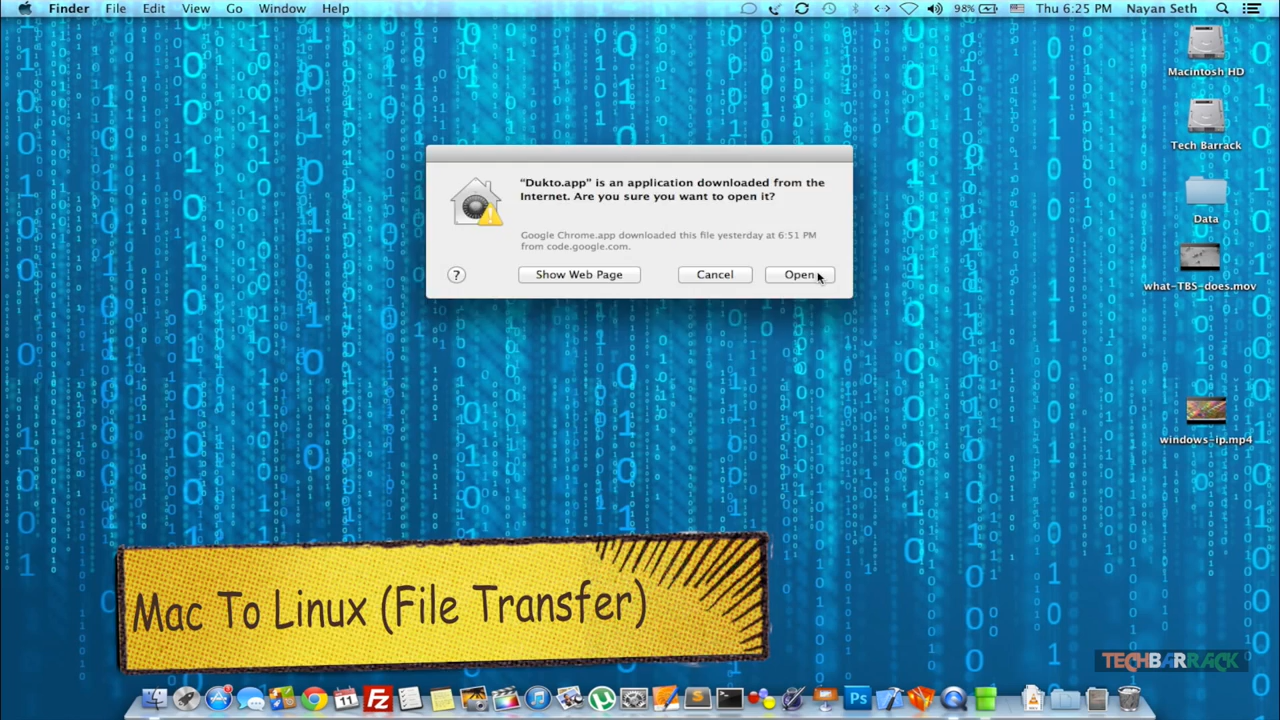 Finder File Edit View Go Window Help
98% Thu 6:25 PM Nayan Seth
Macintosh HD
Tech Barrack
Data
what-TBS-does.mov
windows-ip.mp4
“Dukto.app” is an application downloaded from the
Internet. Are you sure you want to open it?
Google Chrome.app downloaded this file yesterday at 6:51 PM
from code.google.com.
? Show Web Page Cancel Open
Mac To Linux (File Transfer)
TECHBARRACK
Fz Ps